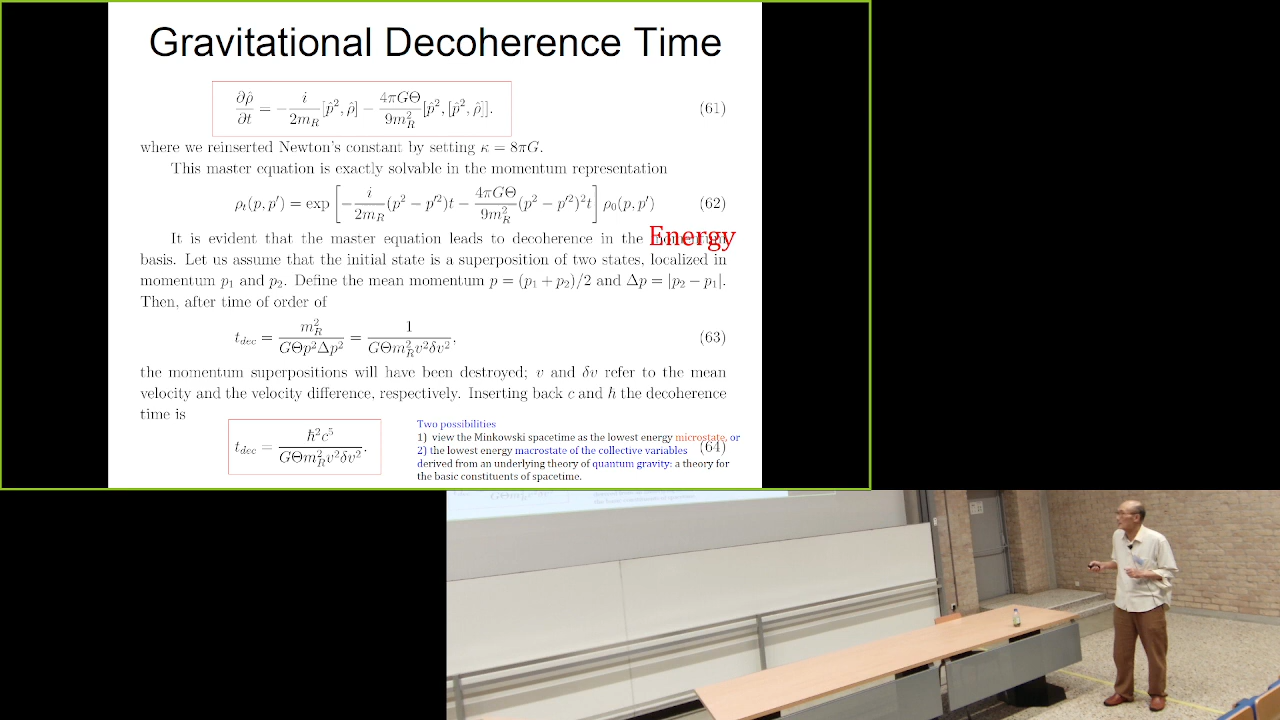 Gravitational Decoherence Time
∂ρ̂/∂t = −i/2m_R [p̂², ρ̂] − 4πGΘ/9m_R² [p̂², [p̂², ρ̂]]. (61)
where we reinserted Newton's constant by setting κ = 8πG.
This master equation is exactly solvable in the momentum representation
ρ_t(p, p′) = exp [−i/2m_R (p² − p′²)t − 4πGΘ/9m_R² (p² − p′²)²t] ρ_0(p, p′) (62)
It is evident that the master equation leads to decoherence in the Energy
basis. Let us assume that the initial state is a superposition of two states, localized in
momentum p₁ and p₂. Define the mean momentum p = (p₁ + p₂)/2 and Δp = |p₂ − p₁|.
Then, after time of order of
t_dec = m_R²/GΘp²Δp² = 1/GΘm_R²v²δv², (63)
the momentum superpositions will have been destroyed; v and δv refer to the mean
velocity and the velocity difference, respectively. Inserting back c and ħ the decoherence
time is
t_dec = ħ²c⁵/GΘm_R²v²δv². (64)
Two possibilities
1) view the Minkowski spacetime as the lowest energy microstate, or
2) the lowest energy macrostate of the collective variables
derived from an underlying theory of quantum gravity: a theory for
the basic constituents of spacetime.